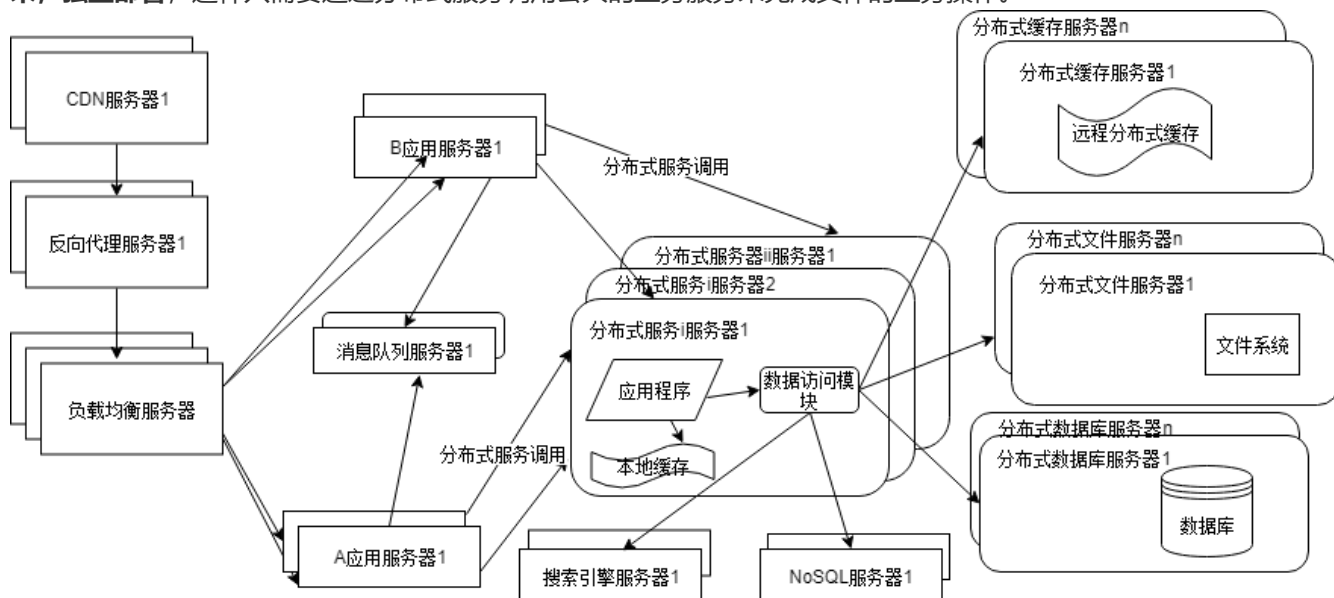 分布式缓存服务器n
分布式缓存服务器1
远程分布式缓存
CDN服务器1
B应用服务器1
分布式服务调用
反向代理服务器1
分布式文件服务器n
分布式文件服务器1
文件系统
分布式服务器ii服务器1
分布式服务i服务器2
分布式服务i服务器1
应用程序
数据访问模
块
本地缓存
消息队列服务器1
负载均衡服务器
分布式服务调用
分布式数据库服务器n
分布式数据库服务器1
数据库
A应用服务器1
搜索引擎服务器1
NoSQL服务器1